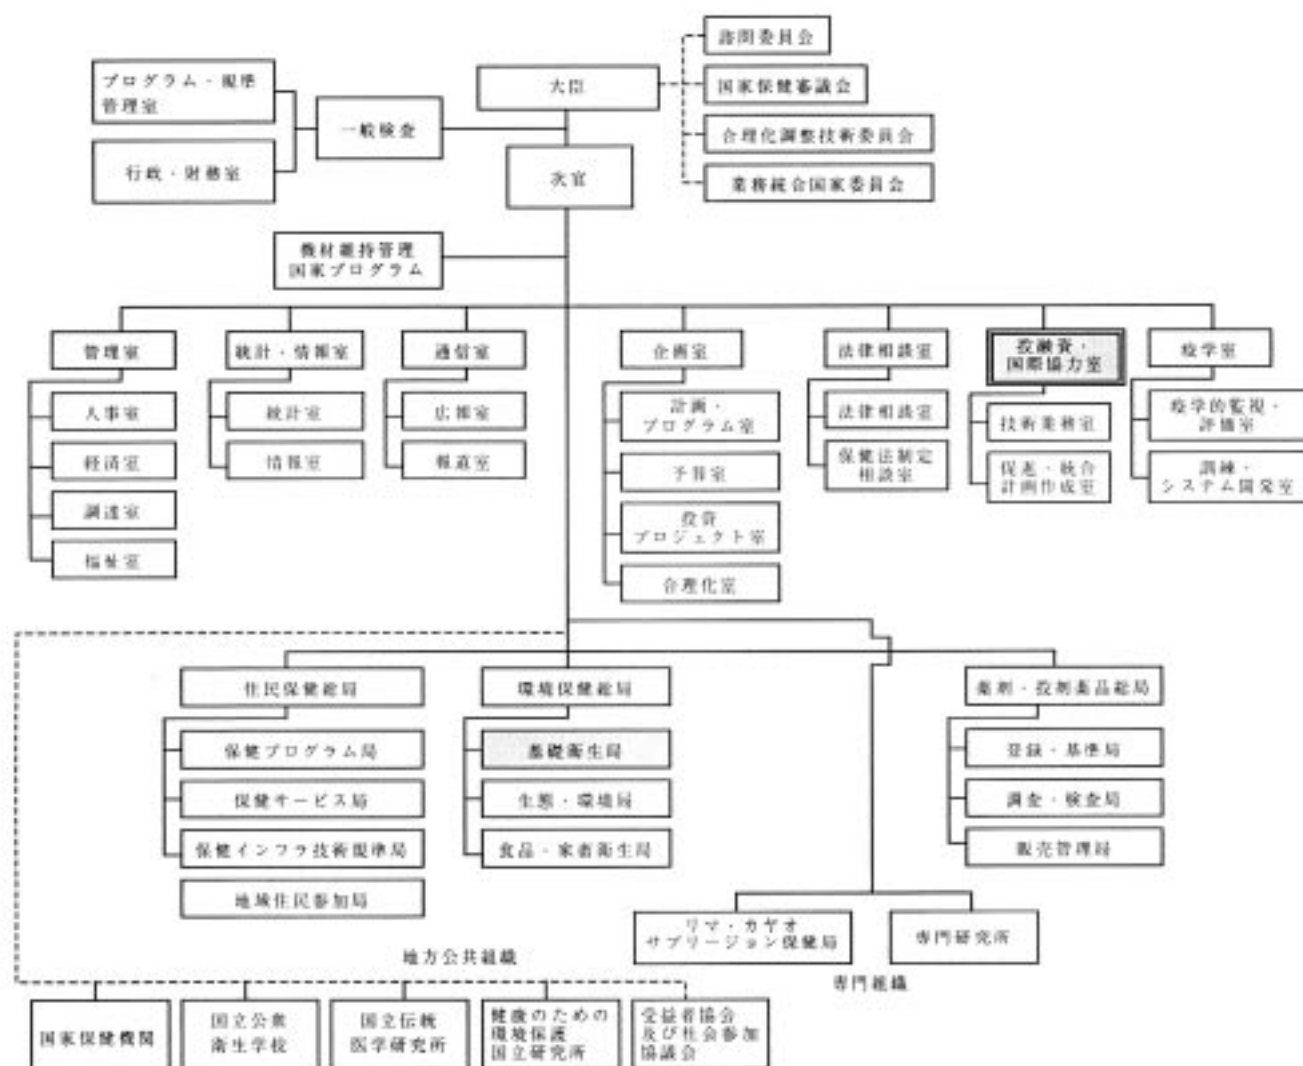 諮問委員会
プログラム・規準
管理室
大臣
国家保健審議会
一般検査
合理化調整技術委員会
行政・財務室
次官
業務統合国家委員会
機材維持管理
国家プログラム
管理室
統計・情報室
通信室
企画室
法律相談室
投融資・
国際協力室
疫学室
人事室
統計室
広報室
計画・
プログラム室
法律相談室
技術業務室
疫学的監視・
評価室
経済室
情報室
報道室
予算室
保健法制定
相談室
促進・統合
計画作成室
訓練・
システム開発室
調達室
投資
プロジェクト室
福祉室
合理化室
住民保健総局
環境保健総局
薬剤・投剤薬品総局
保健プログラム局
基礎衛生局
登録・基準局
保健サービス局
生態・環境局
調査・検査局
保健インフラ技術規準局
食品・家畜衛生局
販売管理局
地域住民参加局
リマ・カヤオ
サブリージョン保健局
専門研究所
地方公共組織
専門組織
国家保健機関
国立公衆
衛生学校
国立伝統
医学研究所
健康のための
環境保護
国立研究所
受益者協会
及び社会参加
協議会